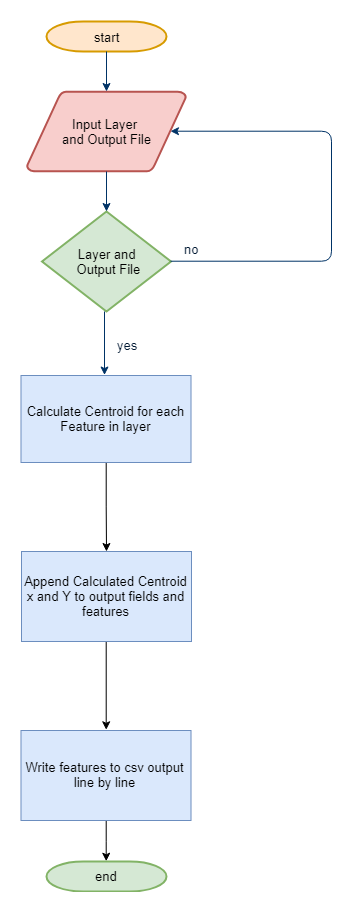 start
Input Layer
and Output File
Layer and
Output File
no
yes
Calculate Centroid for each
Feature in layer
Append Calculated Centroid
x and Y to output fields and
features
Write features to csv output
line by line
end